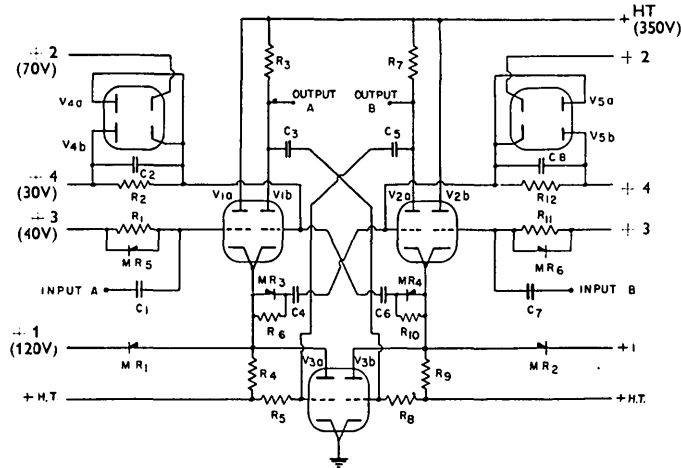 + HT
(350V)
+ 2
(70V)
R3
R7
+ 2
V4a
OUTPUT
A
OUTPUT
B
V5a
V4b
C3
C5
V5b
C2
C8
+ 4
(30V)
R2
V1a
V1b
V2a
V2b
R12
+ 4
+ 3
(40V)
R1
R11
+ 3
MR5
MR3
MR4
MR6
INPUT A
C1
C4
C6
C7
INPUT B
R6
R10
+ 1
(120V)
MR1
V3a
V3b
MR2
+ 1
R4
R9
+ H.T.
R5
R8
+H.T.